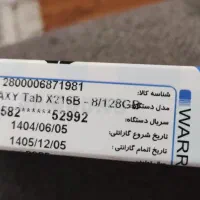 شناسه کالا:
2800006871981
مدل دستگاه
AXY Tab X216B - 8/128GB
سریال دستگاه
582******52992
تاریخ شروع گارانتی:
1404/06/05
تاریخ اتمام گارانتی:
1405/12/05
WARR